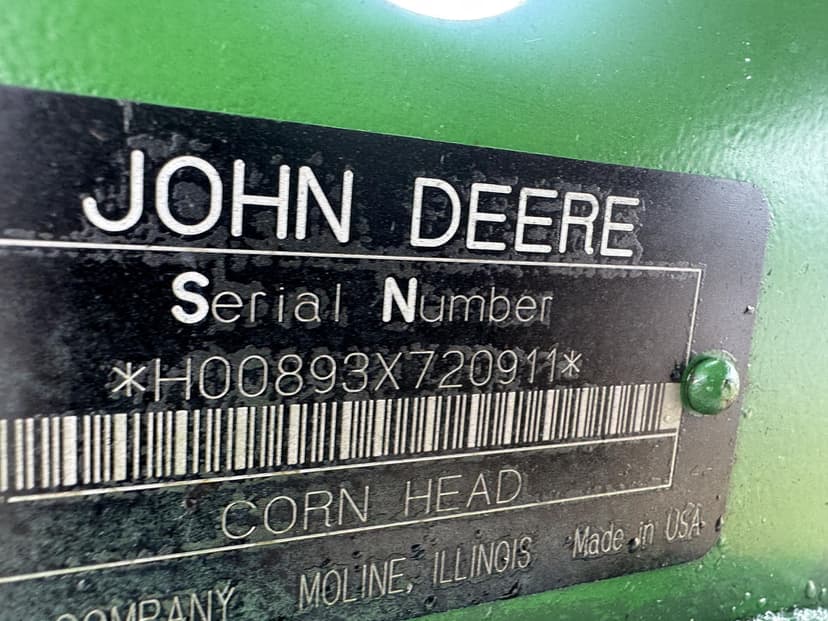 JOHN DEERE
Serial Number
*H00893X720911*
CORN HEAD
COMPANY MOLINE, ILLINOIS Made in USA